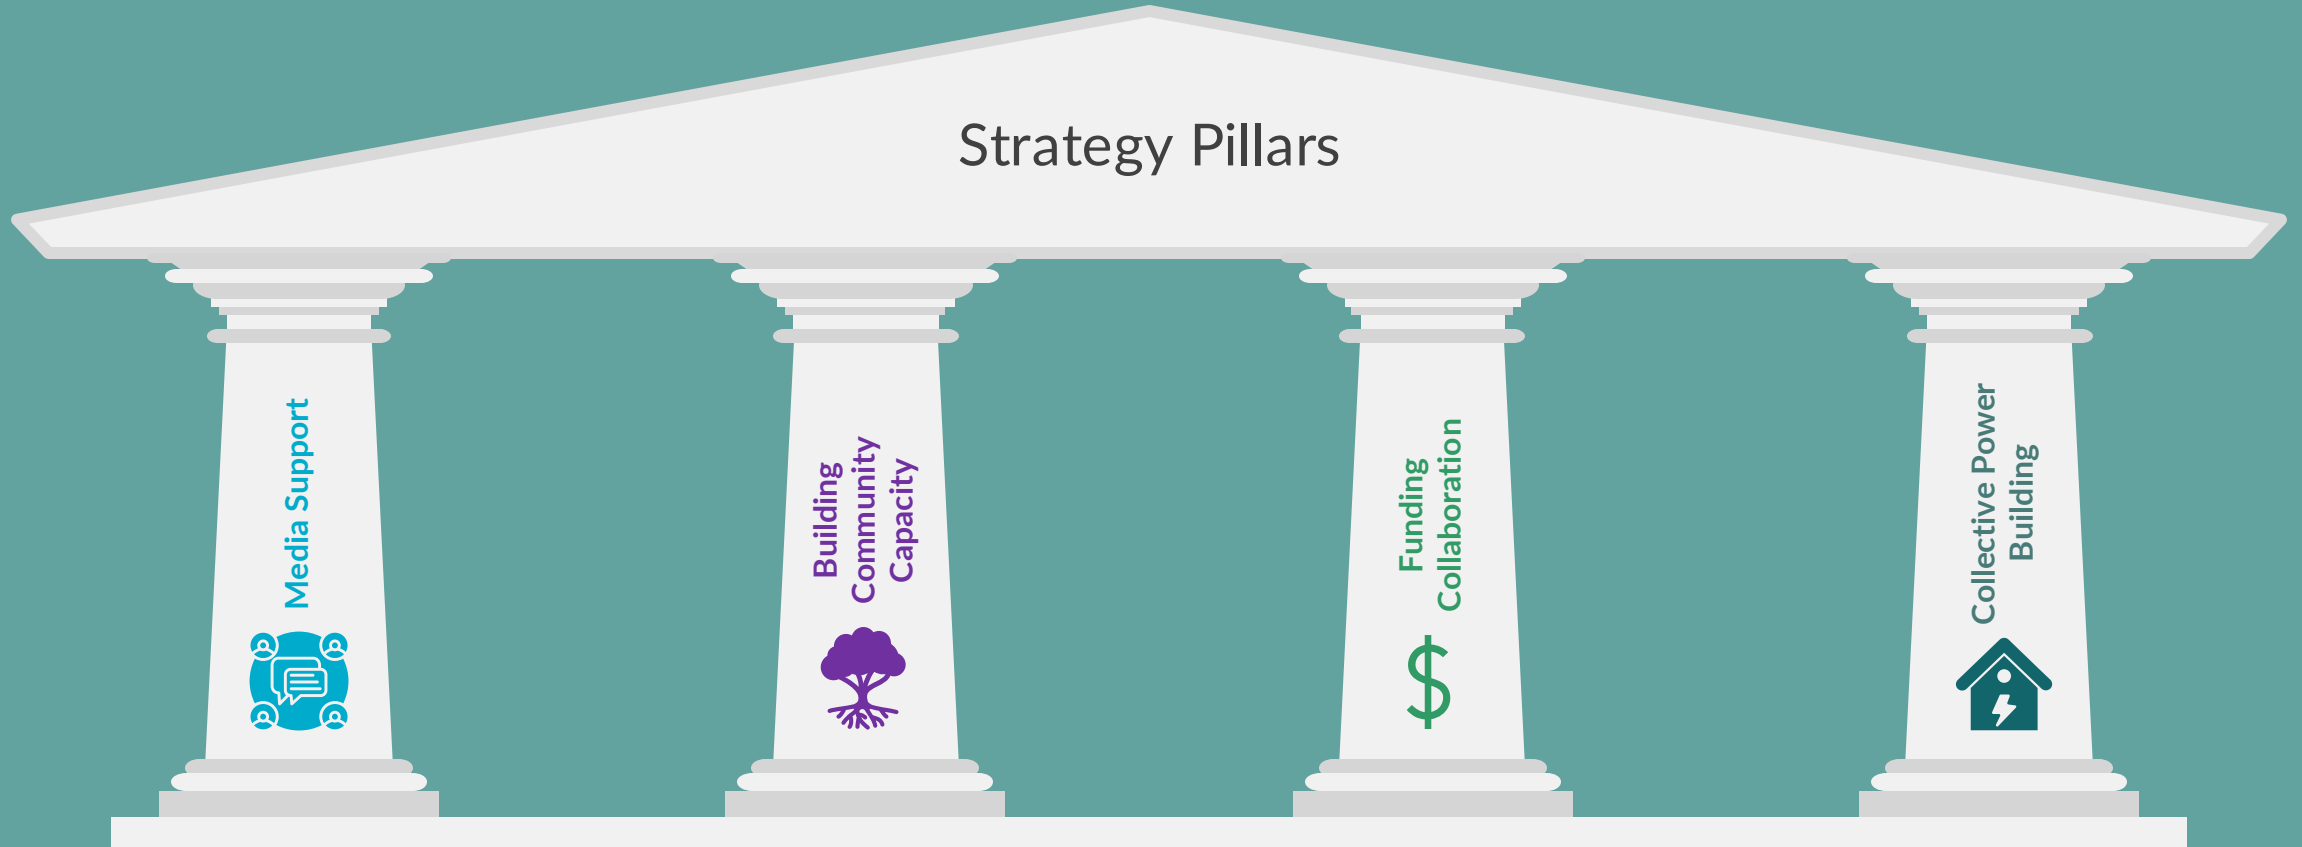 Strategy Pillars
Media Support
Building
Community
Capacity
Funding
Collaboration
Collective Power
Building